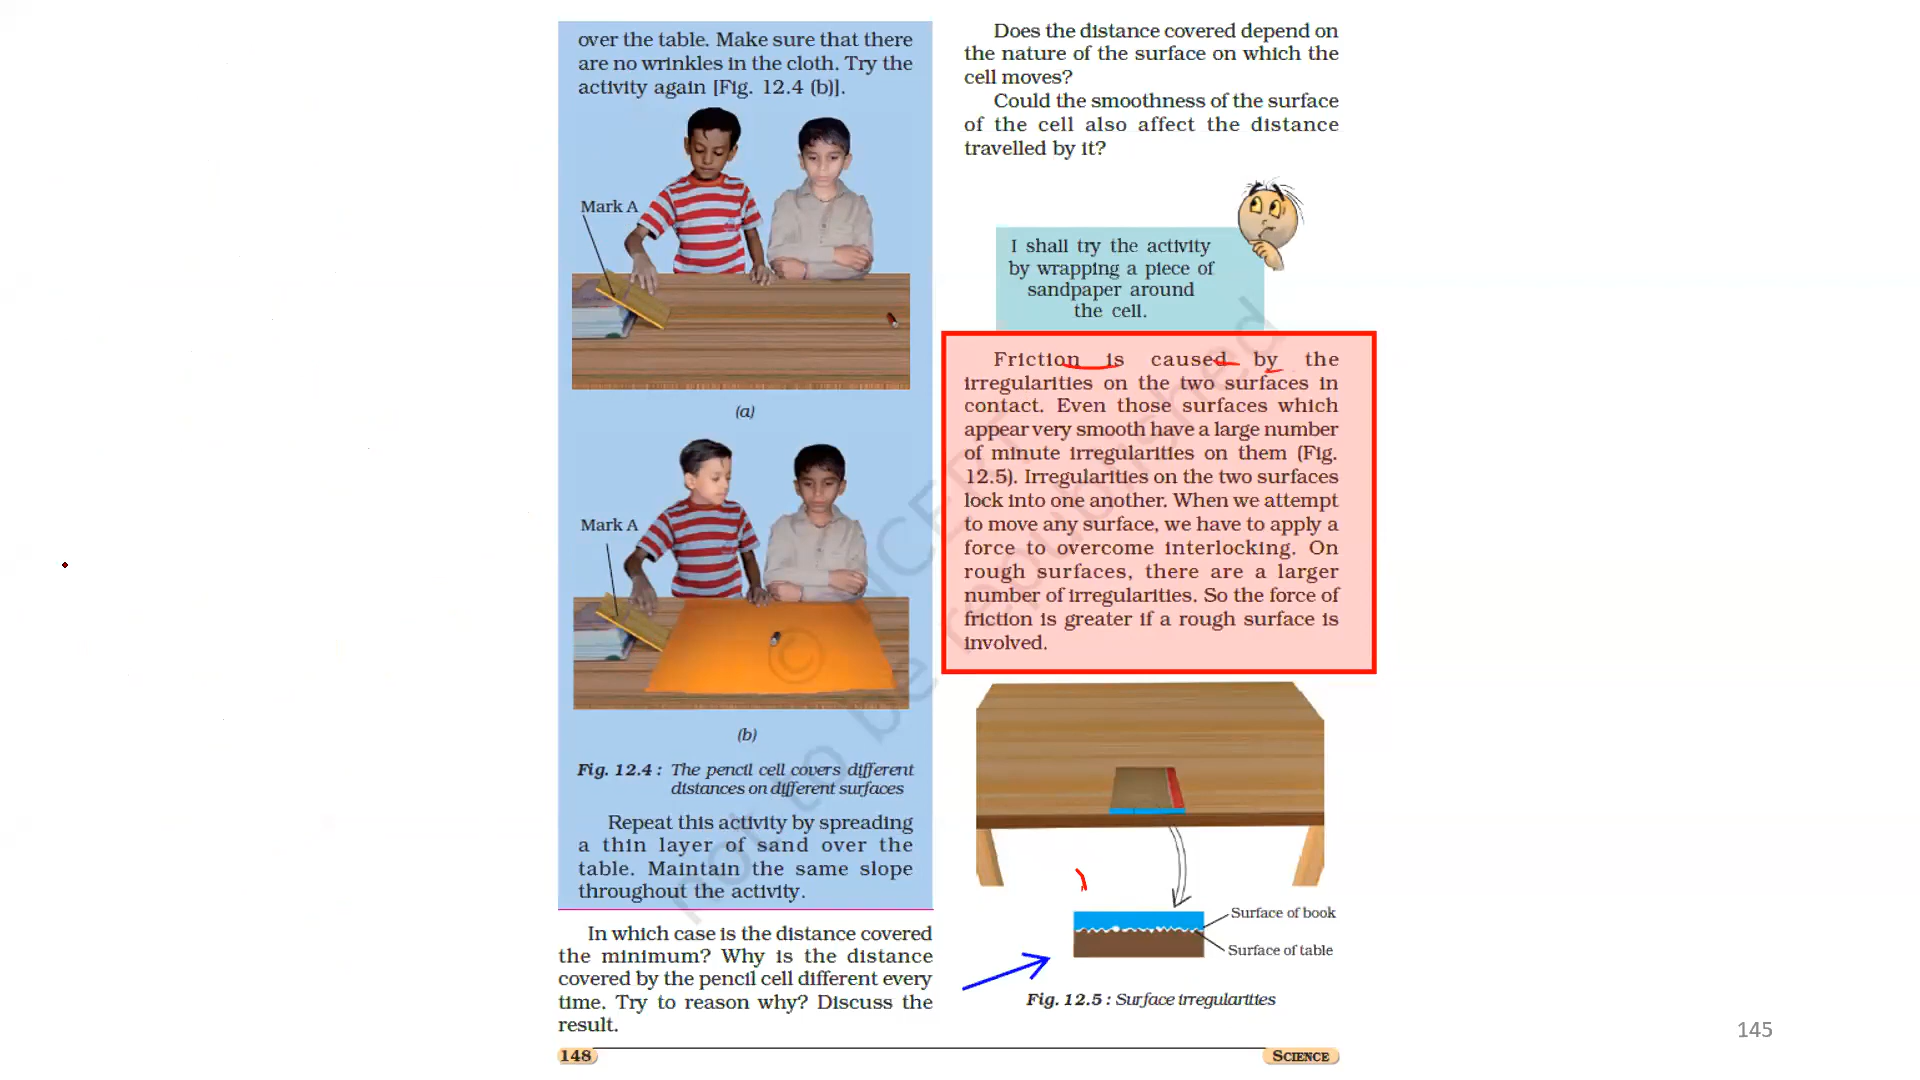 over the table. Make sure that there
are no wrinkles in the cloth. Try the
activity again [Fig. 12.4 (b)].
Mark A
(a)
Mark A
(b)
Fig. 12.4 : The pencil cell covers different
distances on different surfaces
Repeat this activity by spreading
a thin layer of sand over the
table. Maintain the same slope
throughout the activity.
In which case is the distance covered
the minimum? Why is the distance
covered by the pencil cell different every
time. Try to reason why? Discuss the
result.
Does the distance covered depend on
the nature of the surface on which the
cell moves?
Could the smoothness of the surface
of the cell also affect the distance
travelled by it?
I shall try the activity
by wrapping a piece of
sandpaper around
the cell.
Friction is caused by the
irregularities on the two surfaces in
contact. Even those surfaces which
appear very smooth have a large number
of minute irregularities on them (Fig.
12.5). Irregularities on the two surfaces
lock into one another. When we attempt
to move any surface, we have to apply a
force to overcome interlocking. On
rough surfaces, there are a larger
number of irregularities. So the force of
friction is greater if a rough surface is
involved.
Surface of book
Surface of table
Fig. 12.5 : Surface irregularities
148
SCIENCE
145
© NCERT
not to be republished